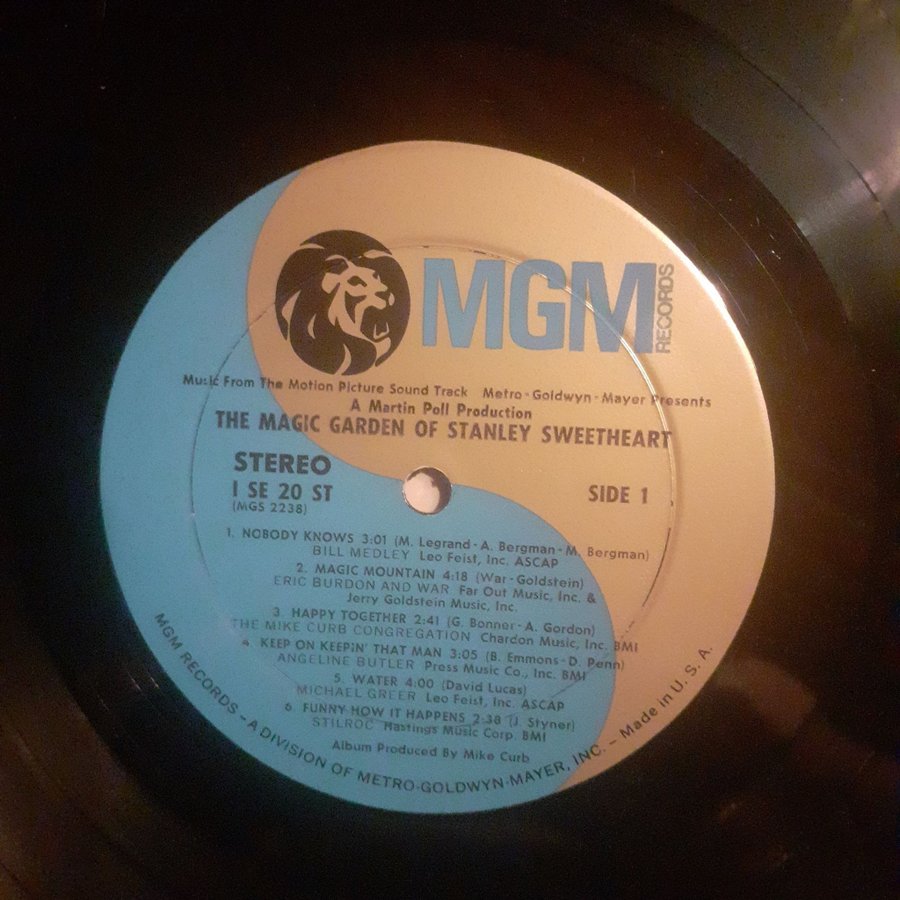 MGM RECORDS
Music From The Motion Picture Sound Track Metro-Goldwyn-Mayer Presents
A Martin Poll Production
THE MAGIC GARDEN OF STANLEY SWEETHEART
STEREO
1 SE 20 ST
(MGS 2238)
SIDE 1
1. NOBODY KNOWS 3:01 (M. Legrand-A. Bergman-M. Bergman)
BILL MEDLEY Leo Feist, Inc. ASCAP
2. MAGIC MOUNTAIN 4:18 (War-Goldstein)
ERIC BURDON AND WAR Far Out Music, Inc. &
Jerry Goldstein Music, Inc.
3. HAPPY TOGETHER 2:41 (G. Bonner-A. Gordon)
THE MIKE CURB CONGREGATION Chardon Music, Inc. BMI
4. KEEP ON KEEPIN' THAT MAN 3:05 (B. Emmons-D. Penn)
ANGELINE BUTLER Press Music Co., Inc. BMI
5. WATER 4:00 (David Lucas)
MICHAEL GREER Leo Feist, Inc. ASCAP
6. FUNNY HOW IT HAPPENS 2:38 (J. Styner)
STILROC Hastings Music Corp. BMI
Album Produced By Mike Curb
MGM RECORDS - A DIVISION OF METRO-GOLDWYN-MAYER, INC. - Made in U. S. A.